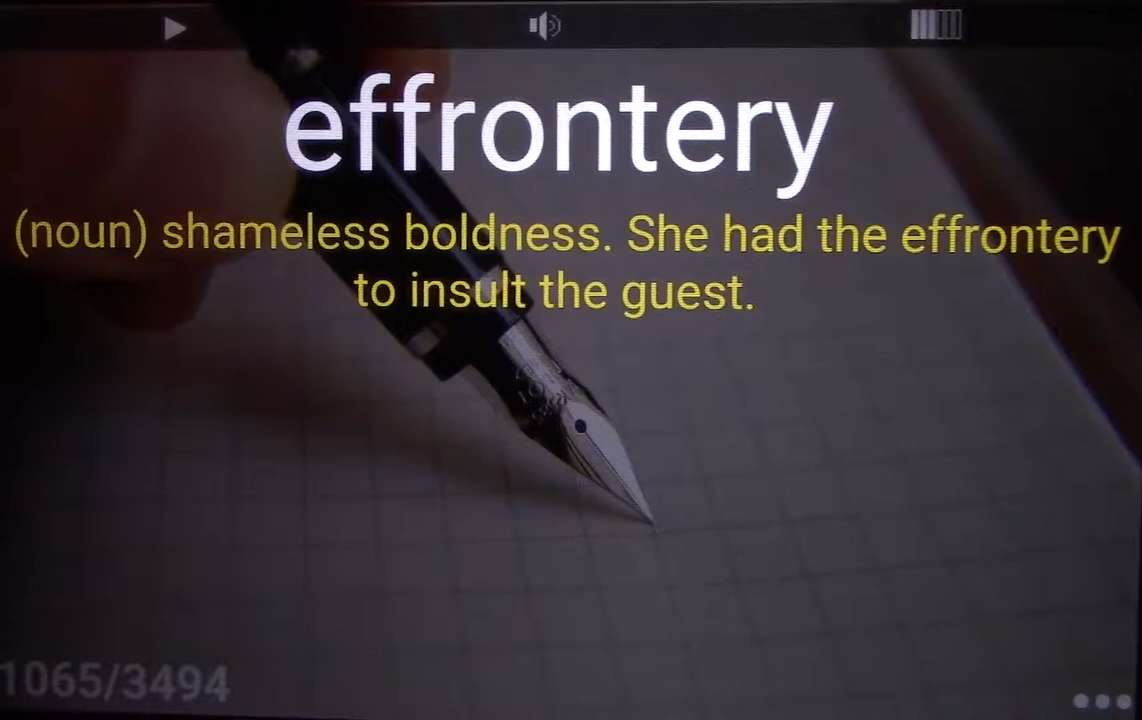 effrontery
(noun) shameless boldness. She had the effrontery
to insult the guest.
1065/3494